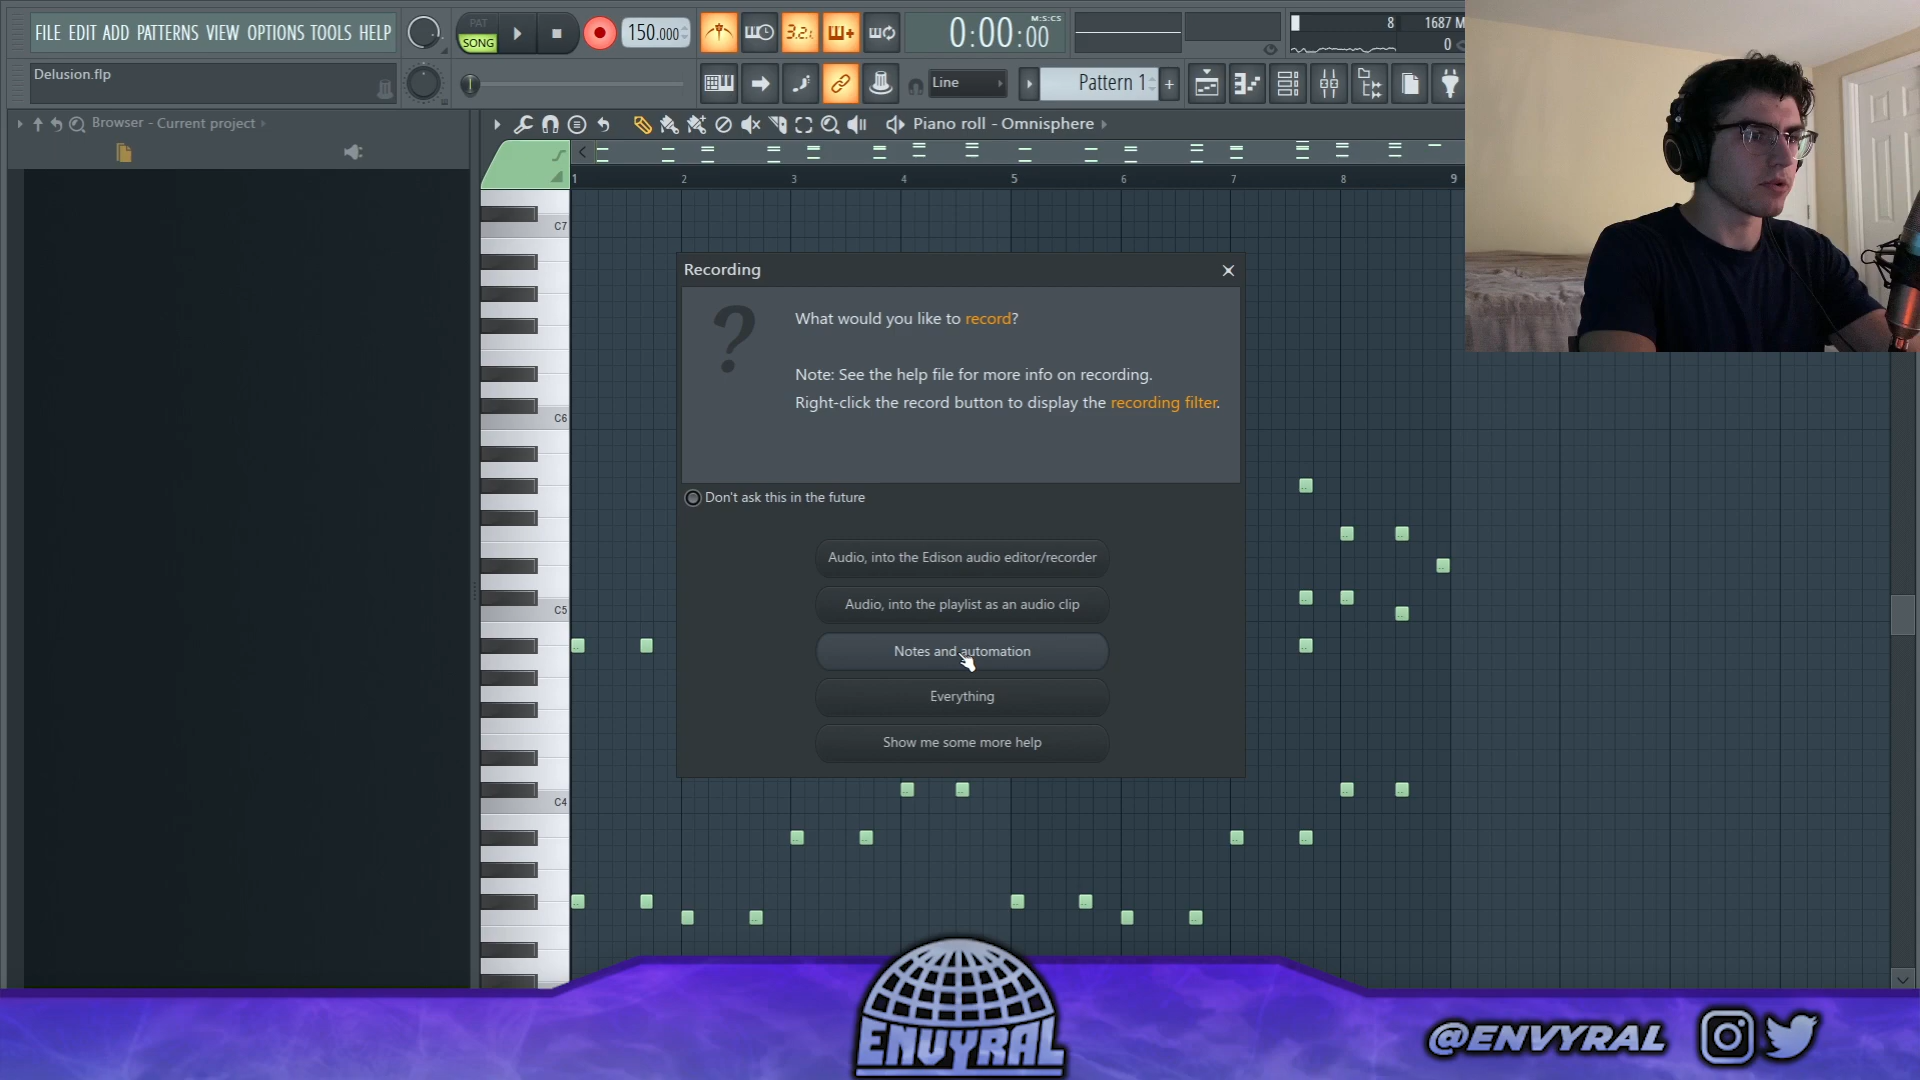 FILE EDIT ADD PATTERNS VIEW OPTIONS TOOLS HELP
PAT
SONG
150.000
3.2.
0:00:00
M:S:CS
8
1687 M
0
Delusion.flp
Line
Pattern 1
Browser - Current project
Piano roll - Omnisphere
1 2 3 4 5 6 7 8 9
C7
C6
C5
C4
Recording
What would you like to record?
Note: See the help file for more info on recording.
Right-click the record button to display the recording filter.
Don't ask this in the future
Audio, into the Edison audio editor/recorder
Audio, into the playlist as an audio clip
Notes and automation
Everything
Show me some more help
ENVYRAL
@ENVYRAL